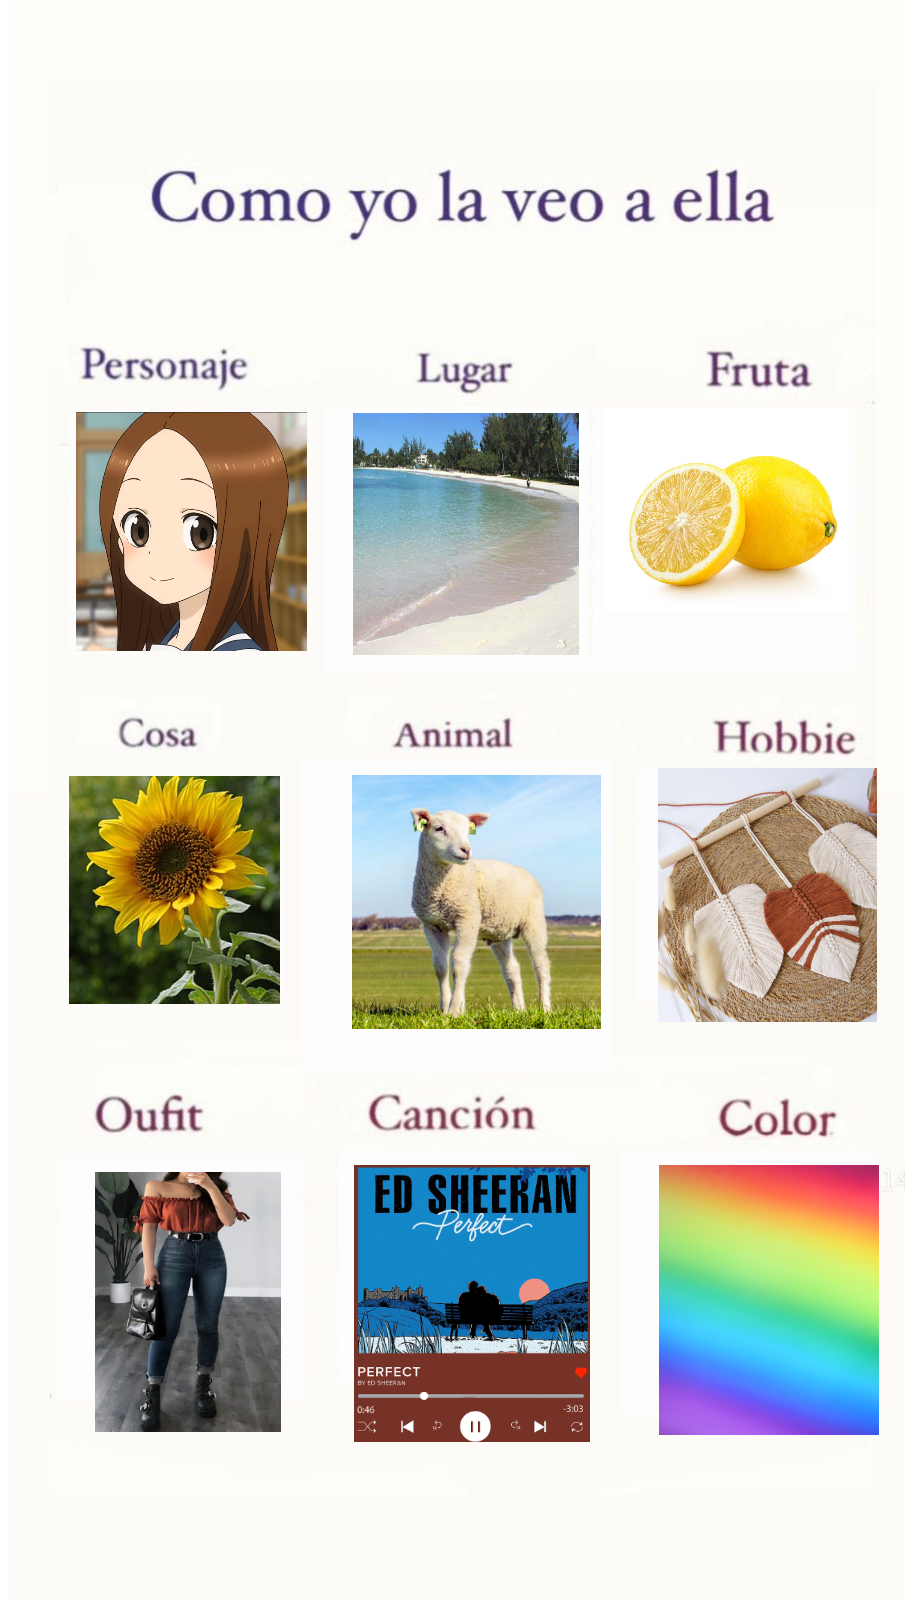 Como yo la veo a ella
Personaje
Lugar
Fruta
Cosa
Animal
Hobbie
Oufit
Canción
Color
ED SHEERAN
Perfect
PERFECT
BY ED SHEERAN
0:46
-3:03